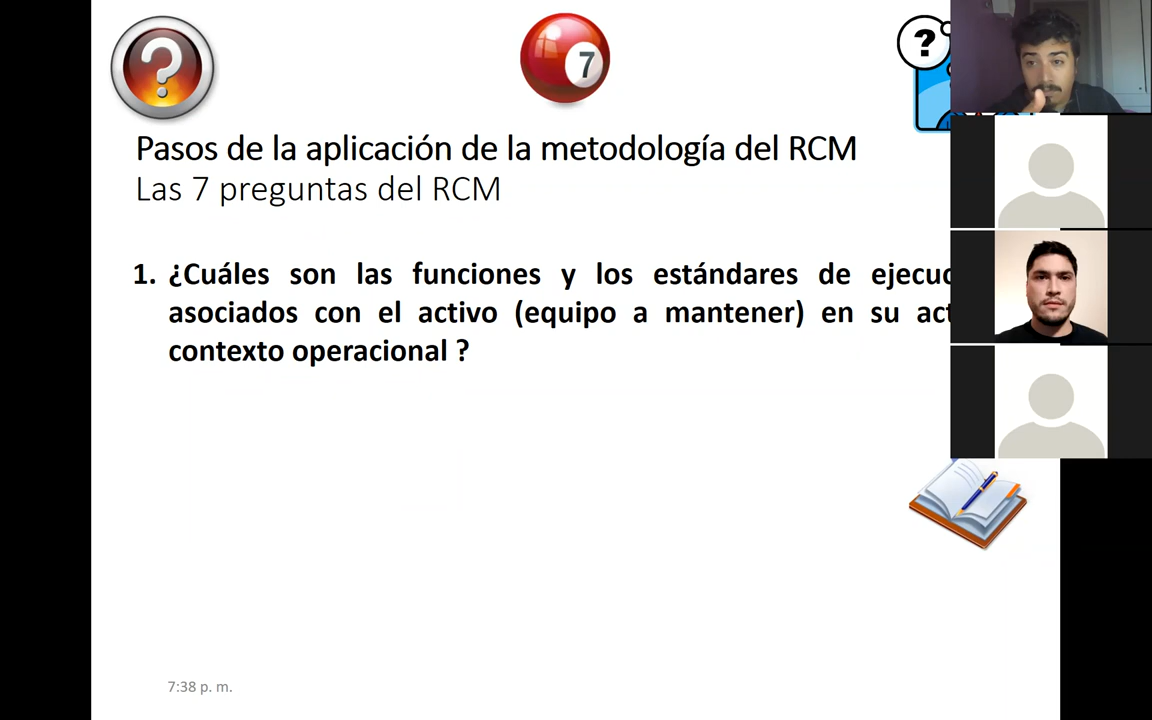 ?
7
?
Pasos de la aplicación de la metodología del RCM
Las 7 preguntas del RCM
1. ¿Cuáles son las funciones y los estándares de
asociados con el activo (equipo a mantener) en su
contexto operacional ?
7:38 p. m.